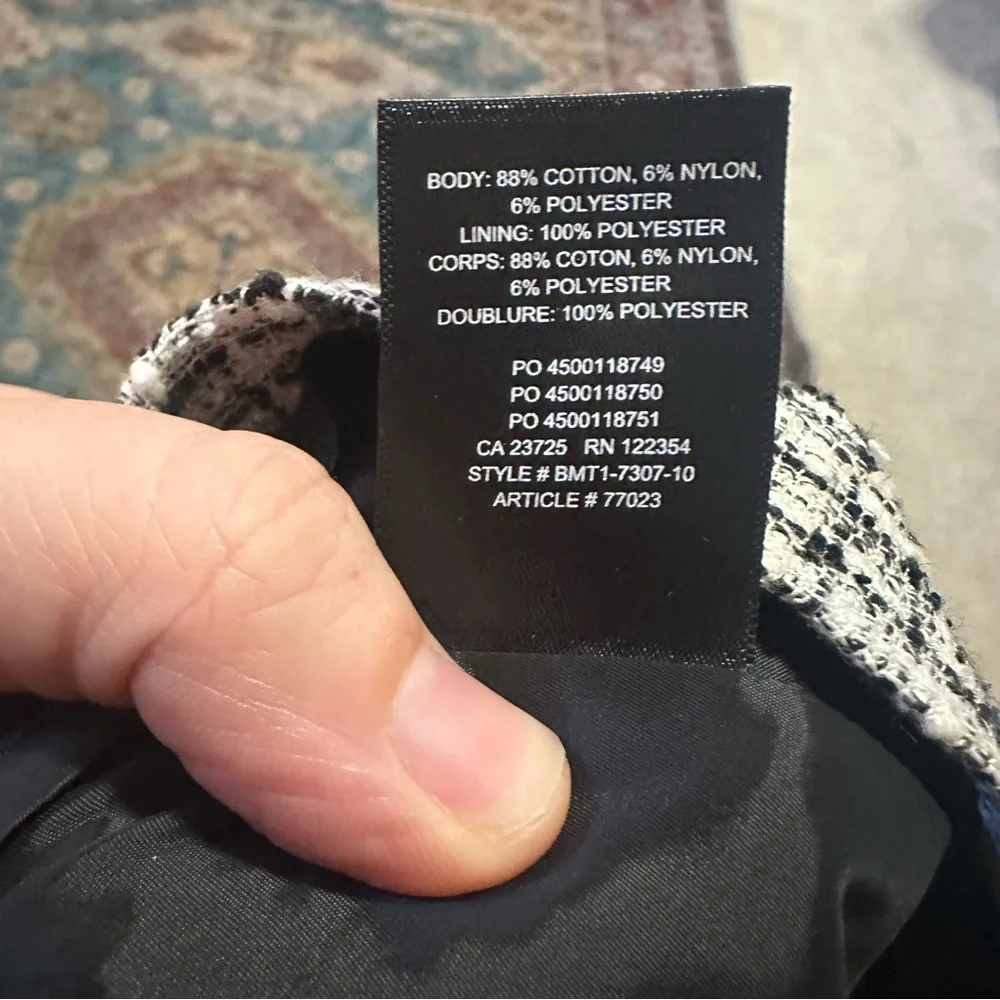 BODY: 88% COTTON, 6% NYLON,
6% POLYESTER
LINING: 100% POLYESTER
CORPS: 88% COTON, 6% NYLON,
6% POLYESTER
DOUBLURE: 100% POLYESTER
PO 4500118749
PO 4500118750
PO 4500118751
CA 23725 RN 122354
STYLE # BMT1-7307-10
ARTICLE # 77023